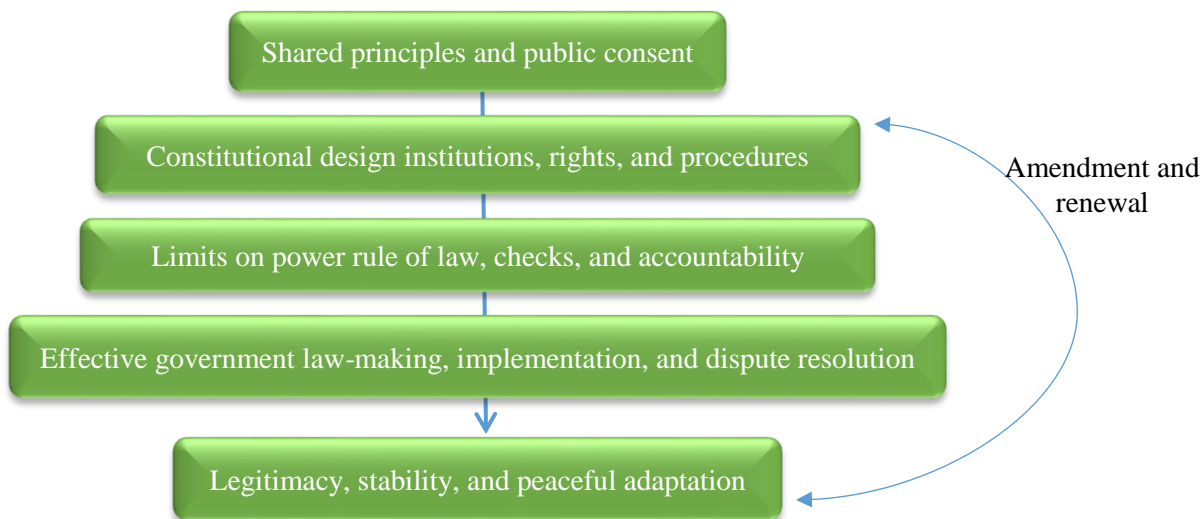 Shared principles and public consent
Constitutional design institutions, rights, and procedures
Amendment and
renewal
Limits on power rule of law, checks, and accountability
Effective government law-making, implementation, and dispute resolution
Legitimacy, stability, and peaceful adaptation